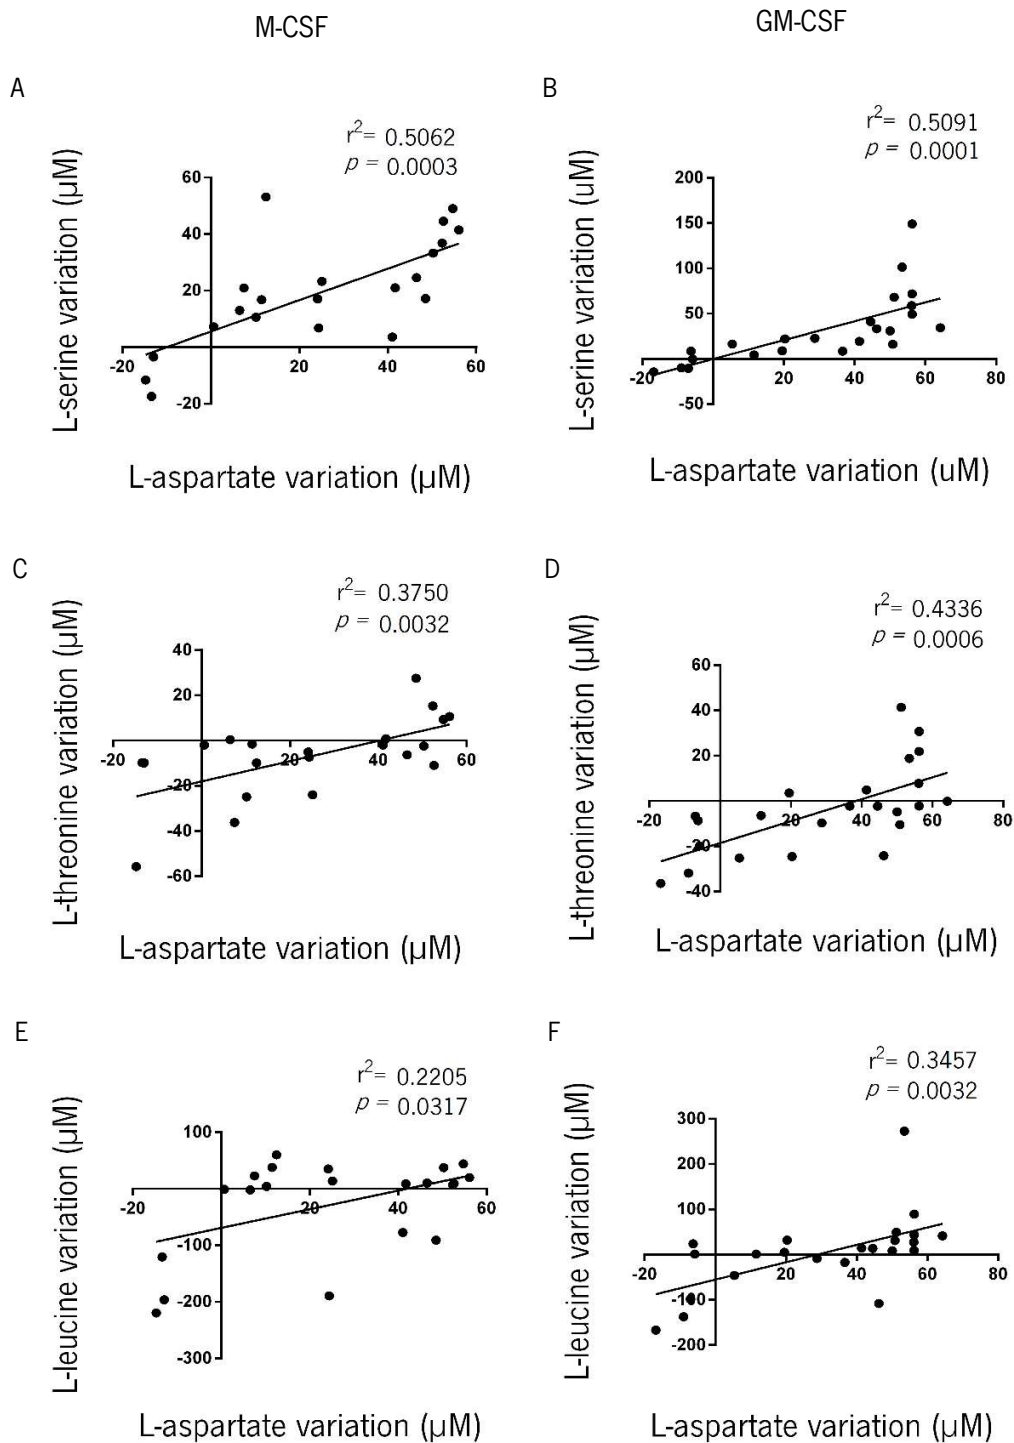 M-CSF
GM-CSF
A
r²= 0.5062
p = 0.0003
L-serine variation (µM)
60
40
20
-20
-20
20
40
60
L-aspartate variation (µM)
B
r²= 0.5091
p = 0.0001
L-serine variation (uM)
200
150
100
50
-50
-20
20
40
60
80
L-aspartate variation (uM)
C
r²= 0.3750
p = 0.0032
L-threonine variation (µM)
40
20
-20
-40
-60
-20
20
40
60
L-aspartate variation (µM)
D
r²= 0.4336
p = 0.0006
L-threonine variation (µM)
60
40
20
-20
-40
-20
20
40
60
80
L-aspartate variation (µM)
E
r²= 0.2205
p = 0.0317
L-leucine variation (µM)
100
-100
-200
-300
-20
20
40
60
L-aspartate variation (µM)
F
r²= 0.3457
p = 0.0032
L-leucine variation (µM)
300
200
100
-100
-200
-20
20
40
60
80
L-aspartate variation (µM)